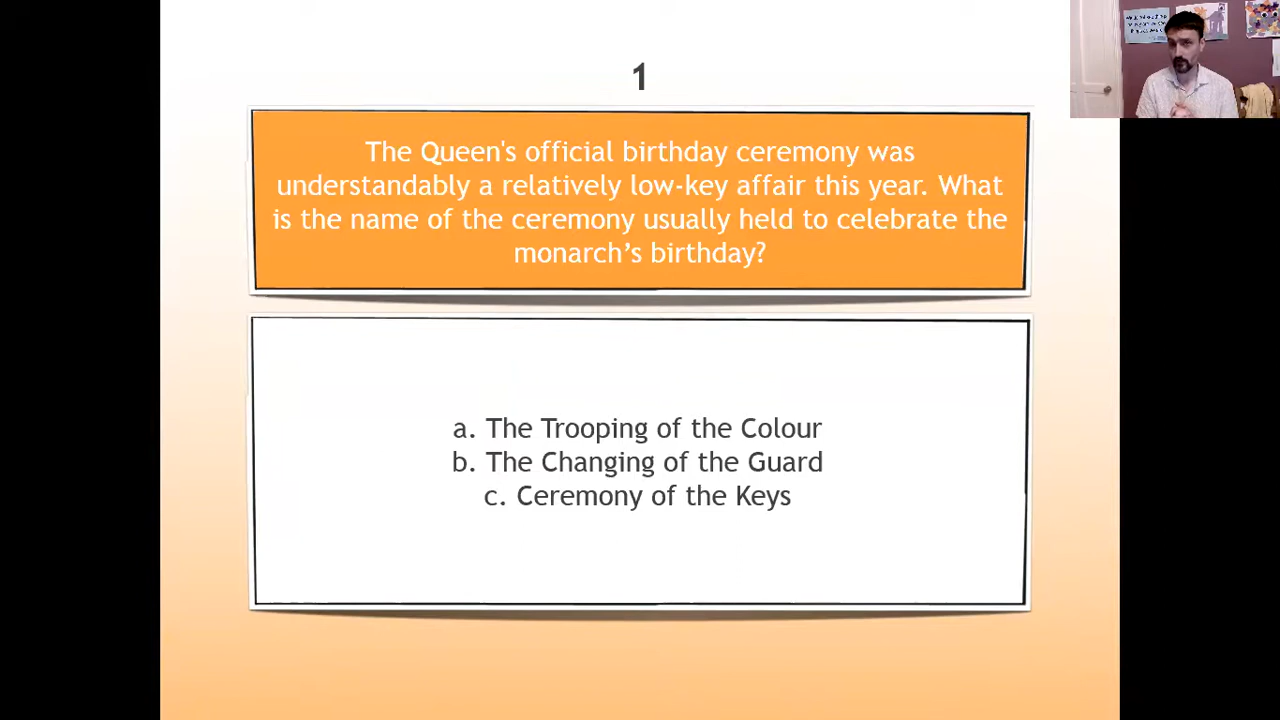 1
The Queen's official birthday ceremony was
understandably a relatively low-key affair this year. What
is the name of the ceremony usually held to celebrate the
monarch’s birthday?
a. The Trooping of the Colour
b. The Changing of the Guard
c. Ceremony of the Keys